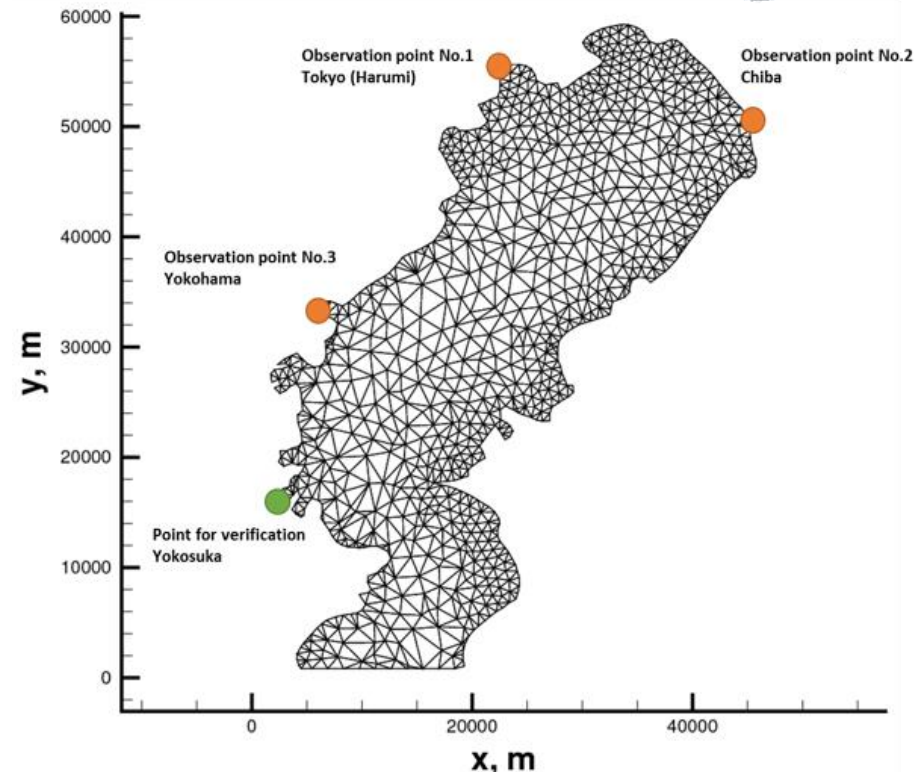 60000
Observation point No.1
Tokyo (Harumi)
Observation point No.2
Chiba
50000
40000
Observation point No.3
Yokohama
30000
y, m
20000
Point for verification
Yokosuka
10000
0
0
20000
40000
x, m